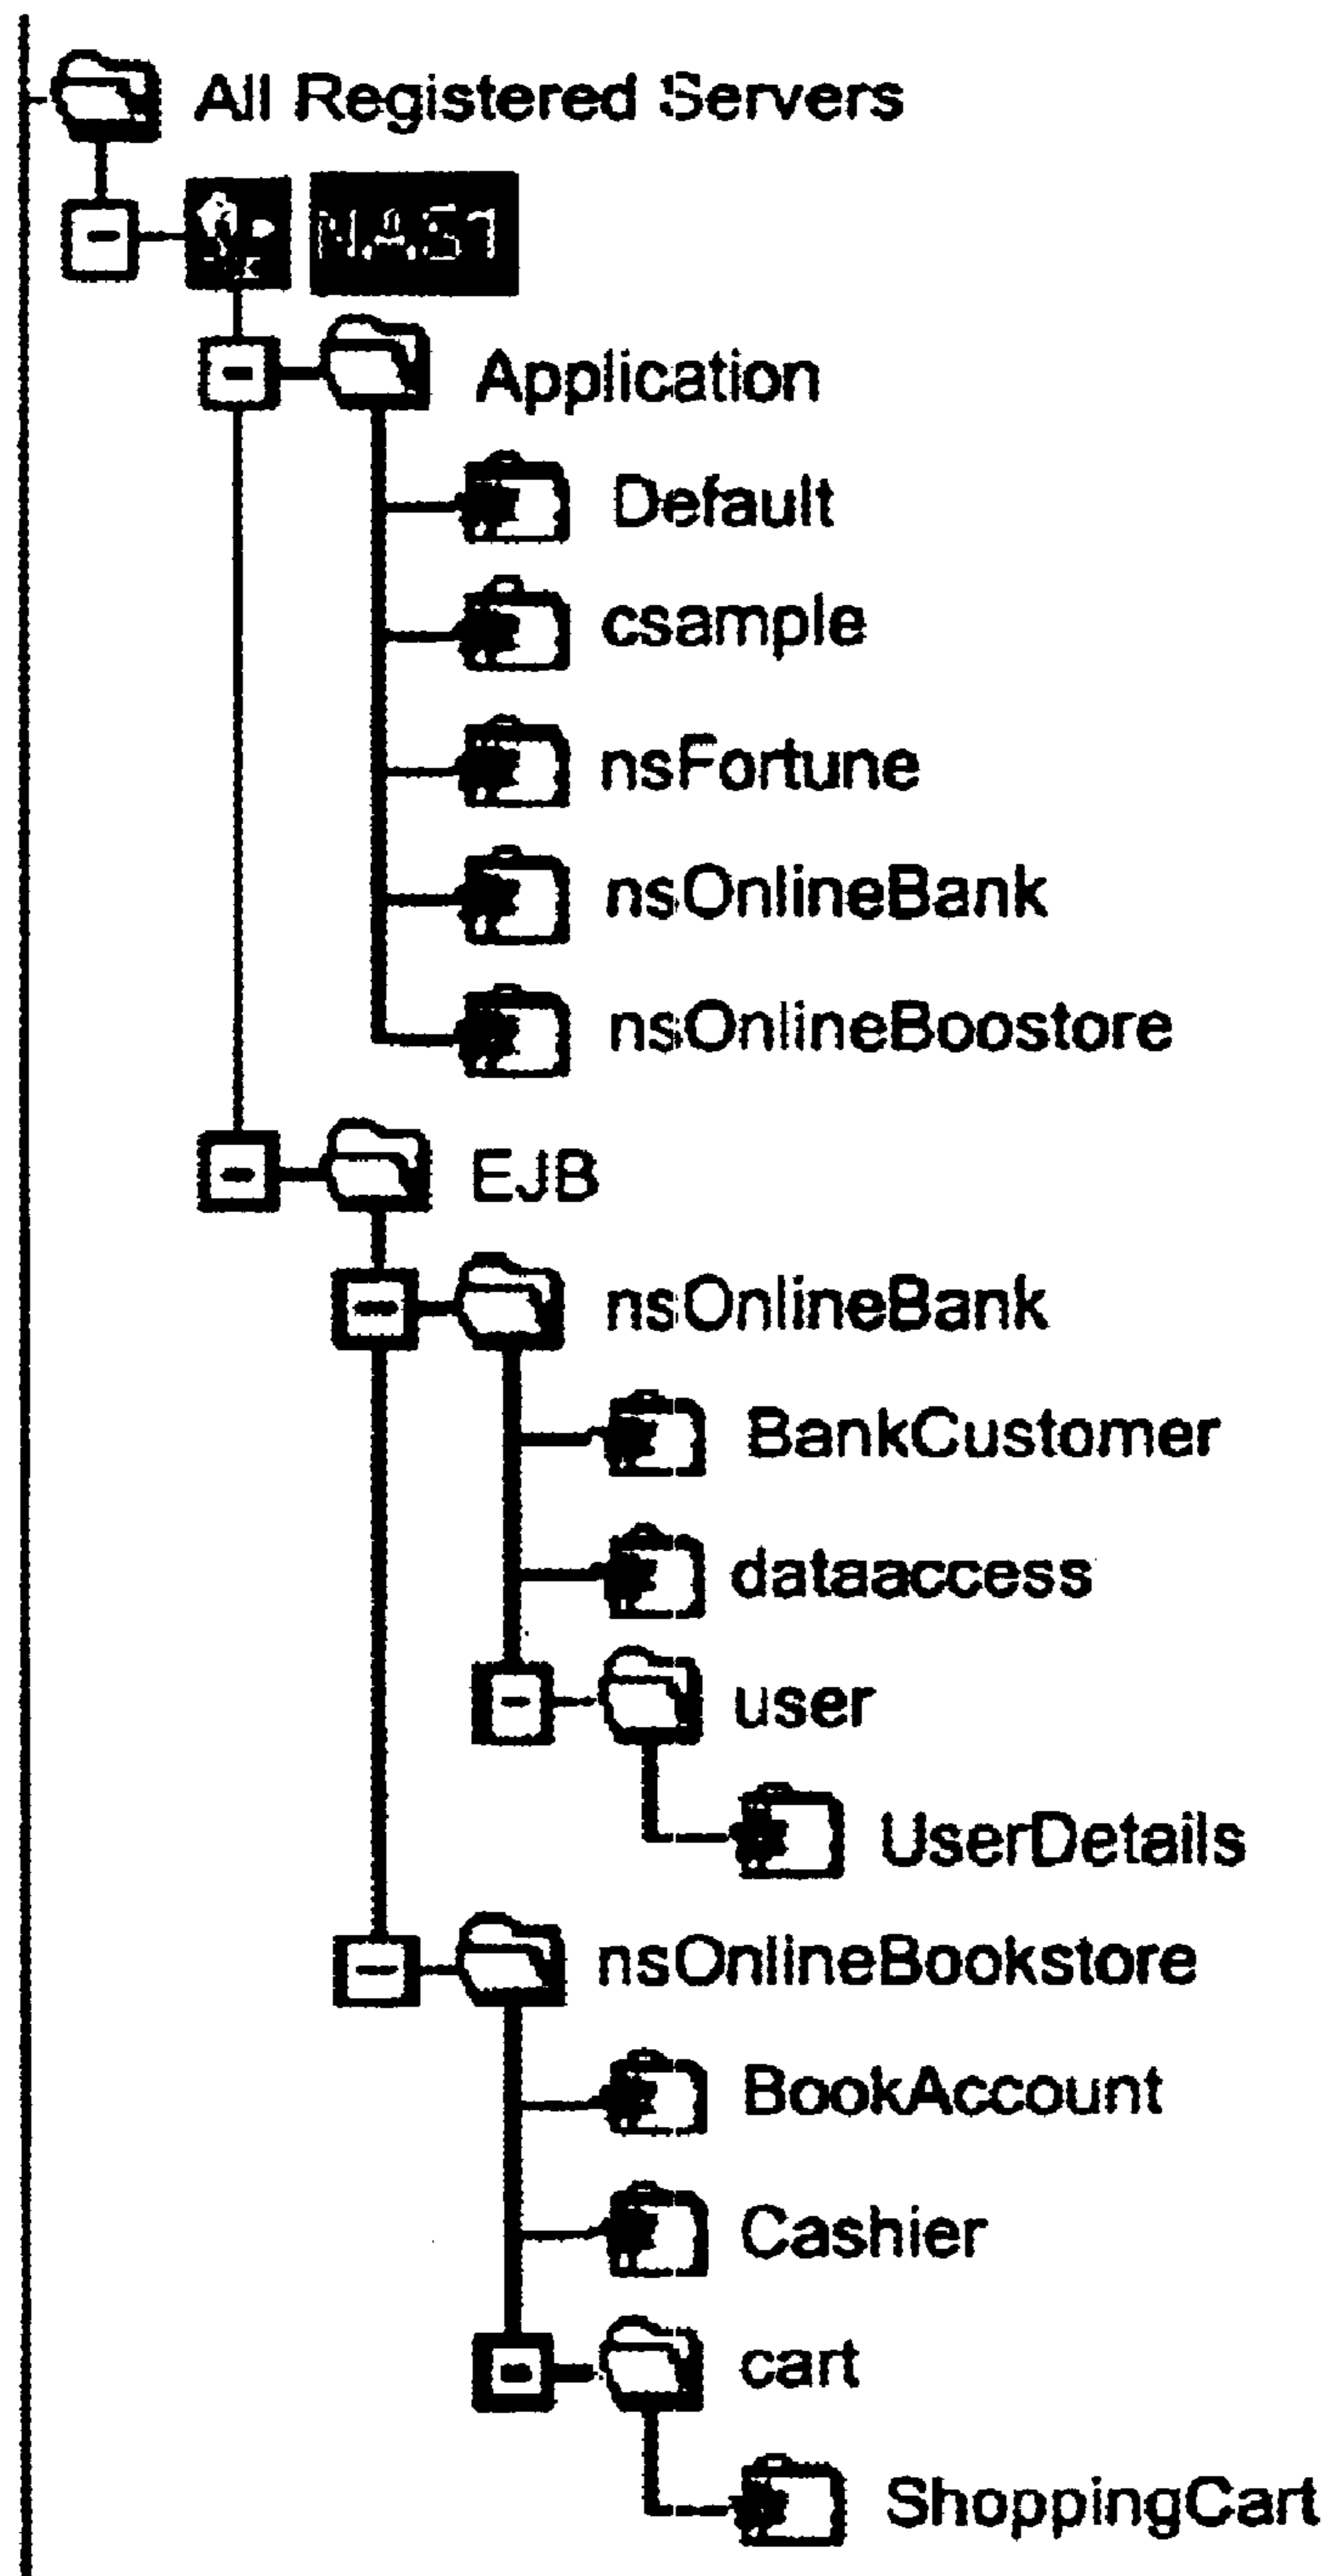 All Registered Servers
NAS1
Application
Default
csample
nsFortune
nsOnlineBank
nsOnlineBoostore
EJB
nsOnlineBank
BankCustomer
dataaccess
user
UserDetails
nsOnlineBookstore
BookAccount
Cashier
cart
ShoppingCart